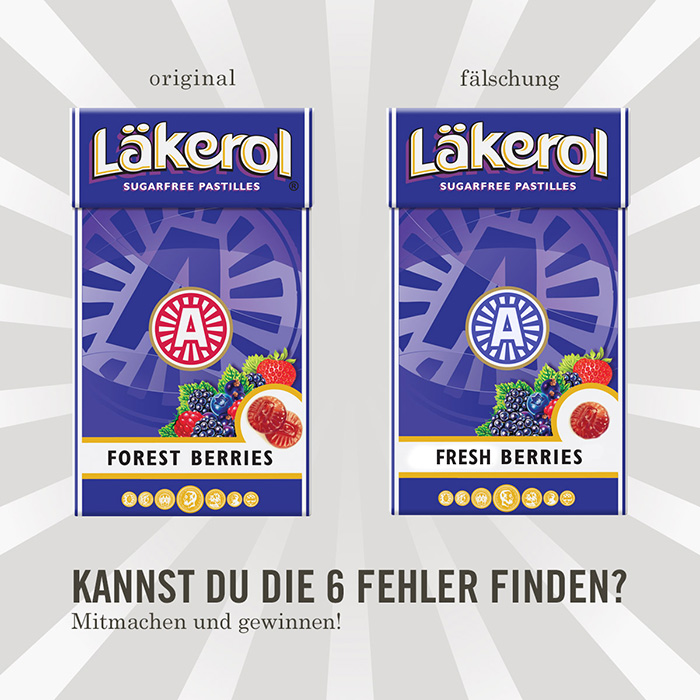 original
fälschung
Läkerol
SUGARFREE PASTILLES
®
A
FOREST BERRIES
Läkerol
SUGARFREE PASTILLES
A
FRESH BERRIES
KANNST DU DIE 6 FEHLER FINDEN?
Mitmachen und gewinnen!